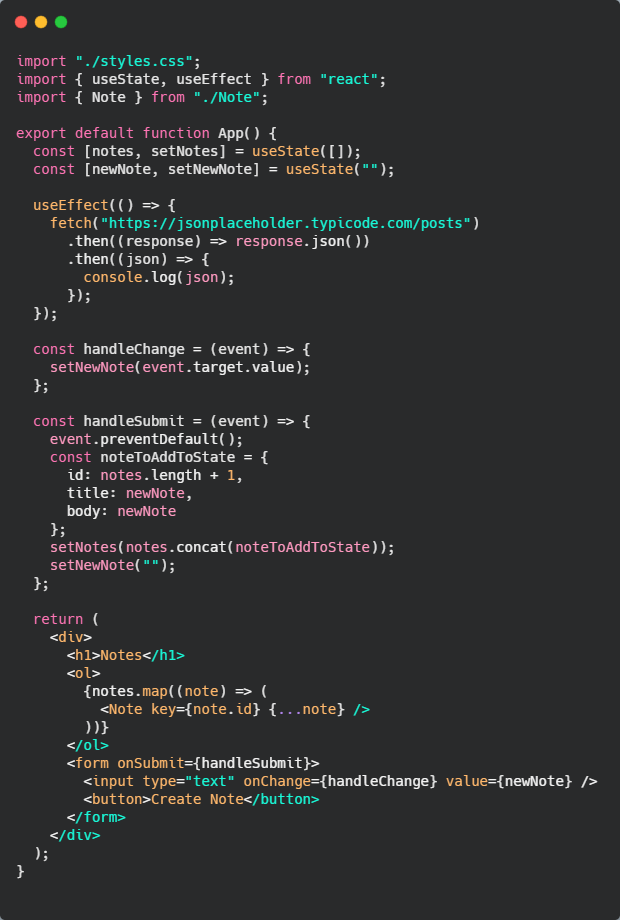 import "./styles.css";
import { useState, useEffect } from "react";
import { Note } from "./Note";

export default function App() {
  const [notes, setNotes] = useState([]);
  const [newNote, setNewNote] = useState("");

  useEffect(() => {
    fetch("https://jsonplaceholder.typicode.com/posts")
      .then((response) => response.json())
      .then((json) => {
        console.log(json);
      });
  });

  const handleChange = (event) => {
    setNewNote(event.target.value);
  };

  const handleSubmit = (event) => {
    event.preventDefault();
    const noteToAddToState = {
      id: notes.length + 1,
      title: newNote,
      body: newNote
    };
    setNotes(notes.concat(noteToAddToState));
    setNewNote("");
  };

  return (
    <div>
      <h1>Notes</h1>
      <ol>
        {notes.map((note) => (
          <Note key={note.id} {...note} />
        ))}
      </ol>
      <form onSubmit={handleSubmit}>
        <input type="text" onChange={handleChange} value={newNote} />
        <button>Create Note</button>
      </form>
    </div>
  );
}